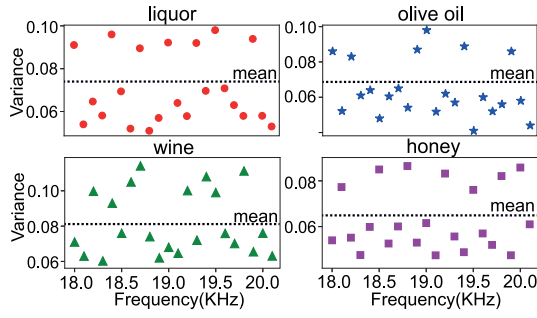 liquor
olive oil
0.10
0.08
0.06
Variance
mean
0.10
0.08
0.06
mean
wine
honey
0.10
0.08
0.06
Variance
mean
18.0 18.5 19.0 19.5 20.0
Frequency(KHz)
0.08
0.06
mean
18.0 18.5 19.0 19.5 20.0
Frequency(KHz)